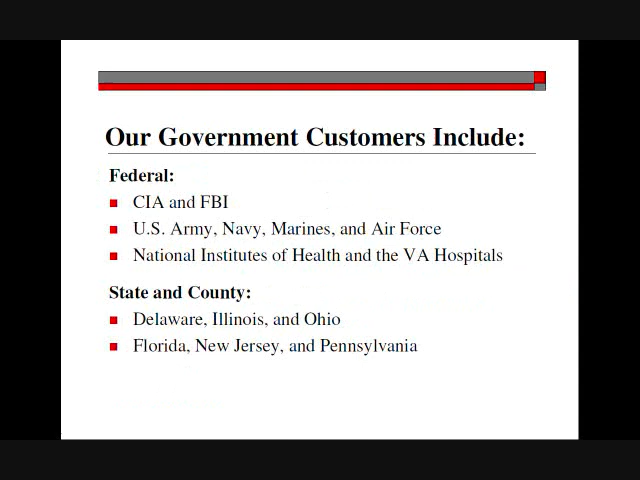 Our Government Customers Include:
Federal:
CIA and FBI
U.S. Army, Navy, Marines, and Air Force
National Institutes of Health and the VA Hospitals
State and County:
Delaware, Illinois, and Ohio
Florida, New Jersey, and Pennsylvania